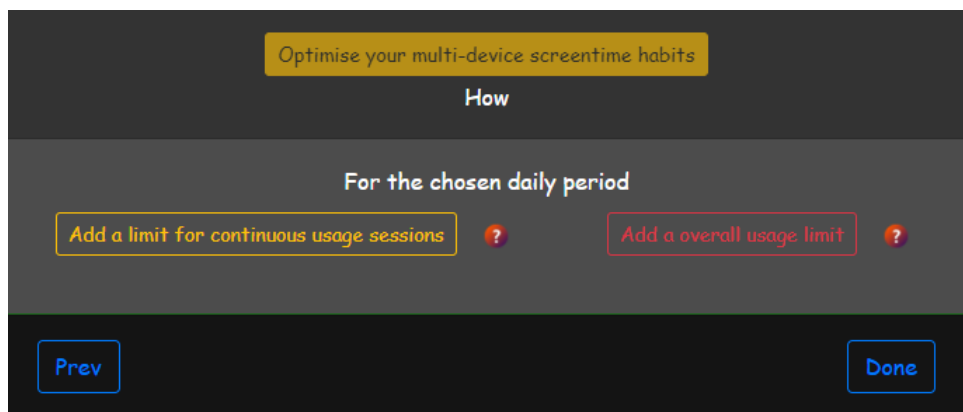 Optimise your multi-device screentime habits
How
For the chosen daily period
Add a limit for continuous usage sessions ? Add a overall usage limit ?
Prev Done